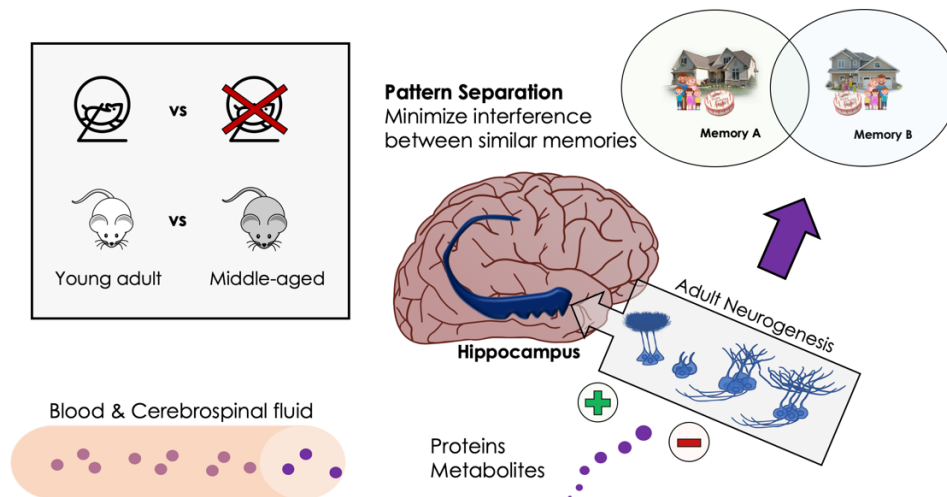 vs
vs
Young adult
Middle-aged
Pattern Separation
Minimize interference
between similar memories
Memory A
Memory B
Adult Neurogenesis
Hippocampus
Blood & Cerebrospinal fluid
Proteins
Metabolites